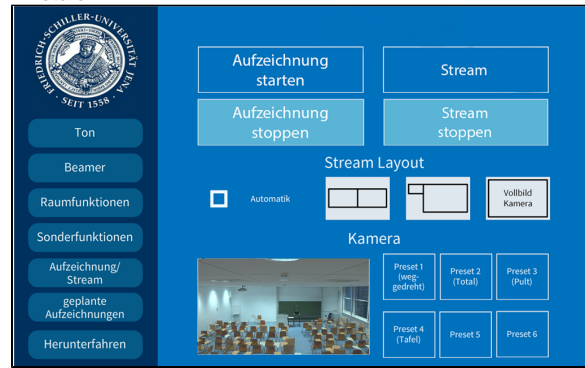 FRIEDRICH-SCHILLER-UNIVERSITÄT JENA
SEIT 1558
Ton
Beamer
Raumfunktionen
Sonderfunktionen
Aufzeichnung/
Stream
geplante
Aufzeichnungen
Herunterfahren
Aufzeichnung
starten
Stream
Aufzeichnung
stoppen
Stream
stoppen
Stream Layout
Automatik
Vollbild
Kamera
Kamera
Preset 1
(weg-
gedreht)
Preset 2
(Total)
Preset 3
(Pult)
Preset 4
(Tafel)
Preset 5
Preset 6